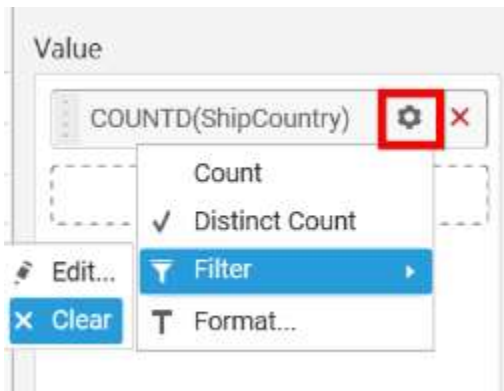 Value
COUNTD(ShipCountry)
Count
Distinct Count
Edit...
Filter
Clear
Format...